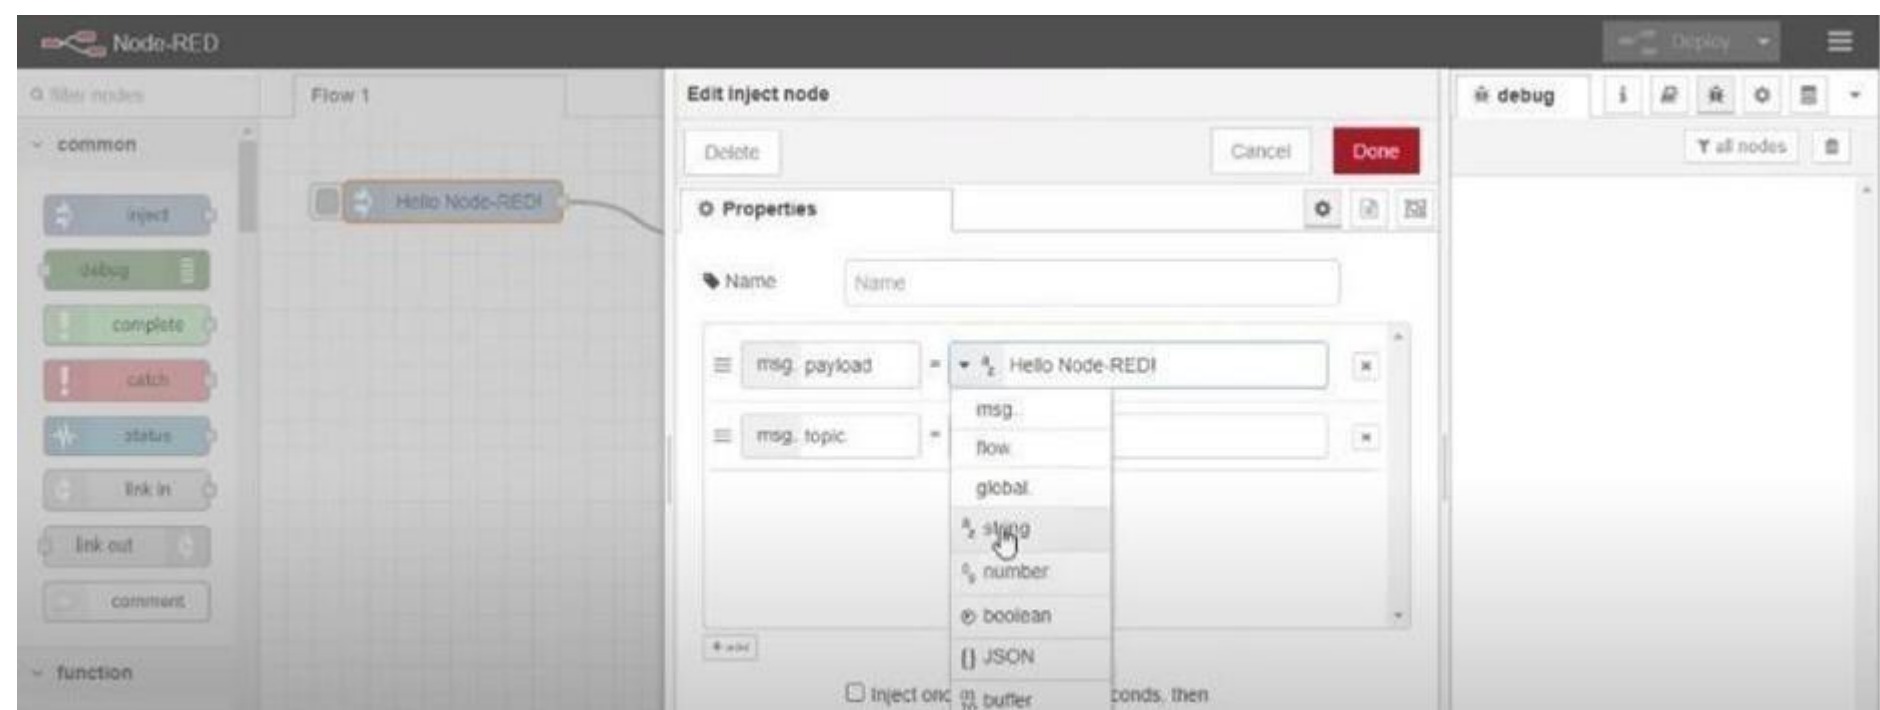 Node-RED
Deploy
filter nodes
Flow 1
Edit inject node
debug
i
common
Delete
Cancel
Done
all nodes
inject
Hello Node-RED!
Properties
debug
Name
Name
complete
msg. payload
=
Hello Node-RED!
catch
msg.
status
msg. topic
=
flow.
link in
global.
string
link out
number
comment
boolean
+ add
function
{} JSON
Inject onc
buffer
conds, then